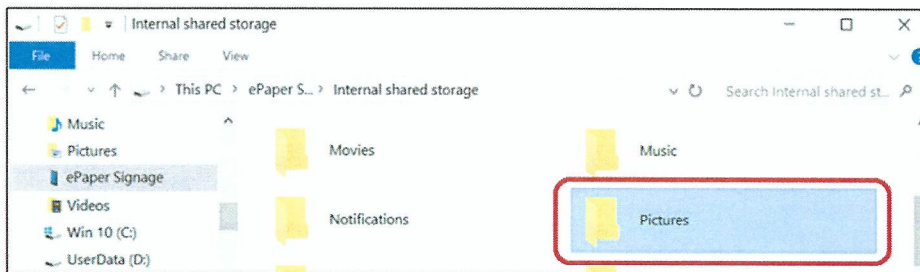 Internal shared storage
File Home Share View
This PC > ePaper S... > Internal shared storage
Search Internal shared st...
Music
Pictures
ePaper Signage
Videos
Win 10 (C:)
UserData (D:)
Movies
Music
Notifications
Pictures